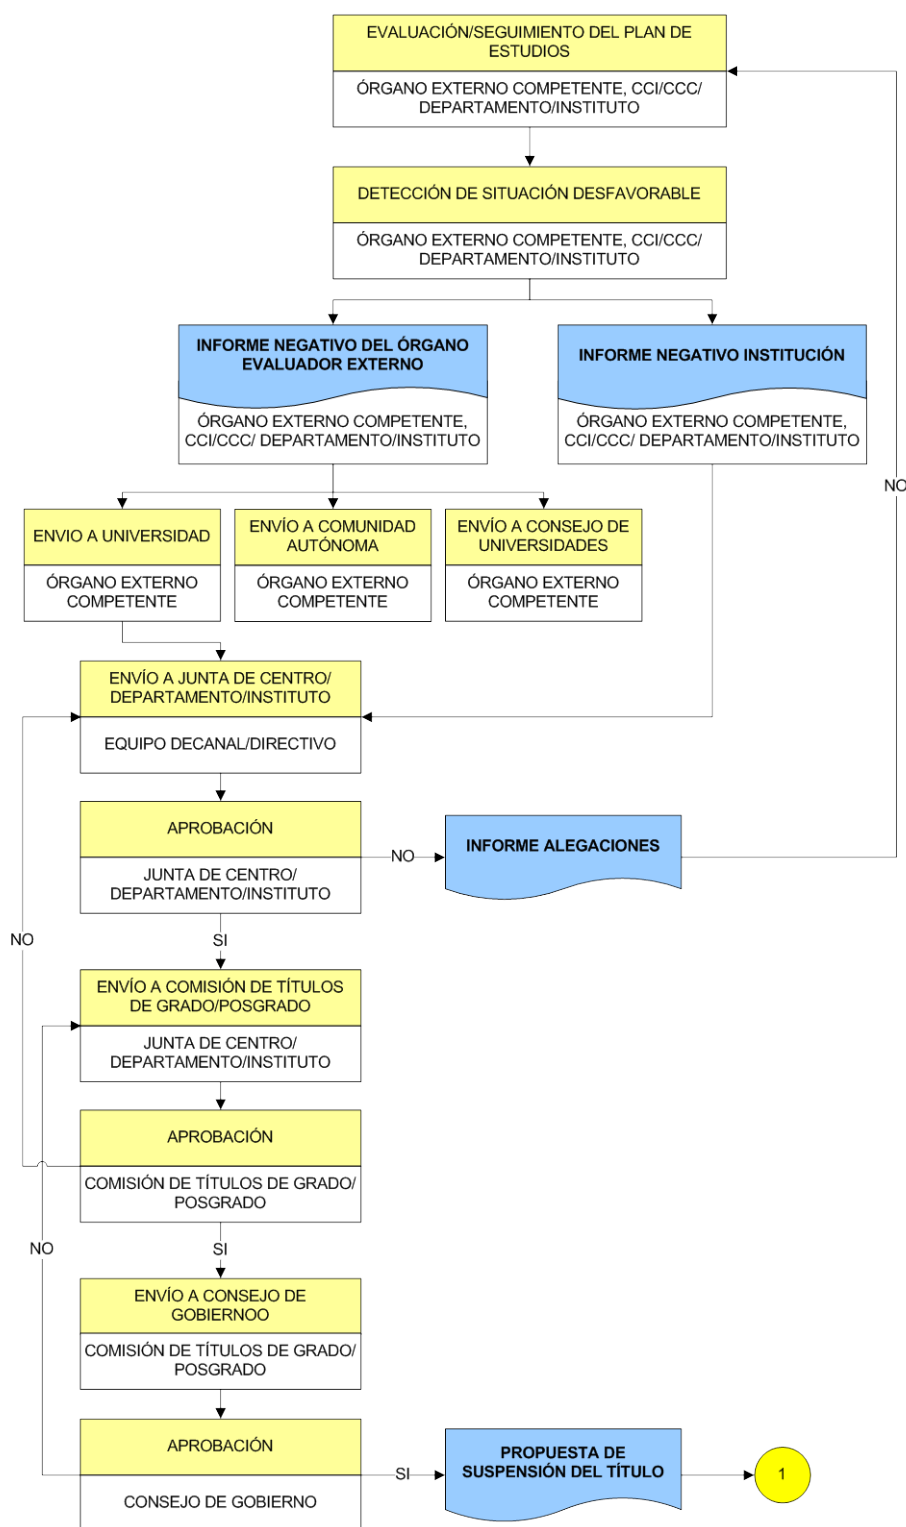 EVALUACIÓN/SEGUIMIENTO DEL PLAN DE
ESTUDIOS
ÓRGANO EXTERNO COMPETENTE, CCI/CCC/
DEPARTAMENTO/INSTITUTO
DETECCIÓN DE SITUACIÓN DESFAVORABLE
ÓRGANO EXTERNO COMPETENTE, CCI/CCC/
DEPARTAMENTO/INSTITUTO
INFORME NEGATIVO DEL ÓRGANO
EVALUADOR EXTERNO
ÓRGANO EXTERNO COMPETENTE,
CCI/CCC/ DEPARTAMENTO/INSTITUTO
INFORME NEGATIVO INSTITUCIÓN
ÓRGANO EXTERNO COMPETENTE,
CCI/CCC/ DEPARTAMENTO/INSTITUTO
NO
ENVIO A UNIVERSIDAD
ÓRGANO EXTERNO
COMPETENTE
ENVÍO A COMUNIDAD
AUTÓNOMA
ÓRGANO EXTERNO
COMPETENTE
ENVÍO A CONSEJO DE
UNIVERSIDADES
ÓRGANO EXTERNO
COMPETENTE
ENVÍO A JUNTA DE CENTRO/
DEPARTAMENTO/INSTITUTO
EQUIPO DECANAL/DIRECTIVO
APROBACIÓN
JUNTA DE CENTRO/
DEPARTAMENTO/INSTITUTO
NO
INFORME ALEGACIONES
NO
SI
ENVÍO A COMISIÓN DE TÍTULOS
DE GRADO/POSGRADO
JUNTA DE CENTRO/
DEPARTAMENTO/INSTITUTO
APROBACIÓN
COMISIÓN DE TÍTULOS DE GRADO/
POSGRADO
NO
SI
ENVÍO A CONSEJO DE
GOBIERNOO
COMISIÓN DE TÍTULOS DE GRADO/
POSGRADO
APROBACIÓN
CONSEJO DE GOBIERNO
SI
PROPUESTA DE
SUSPENSIÓN DEL TÍTULO
1